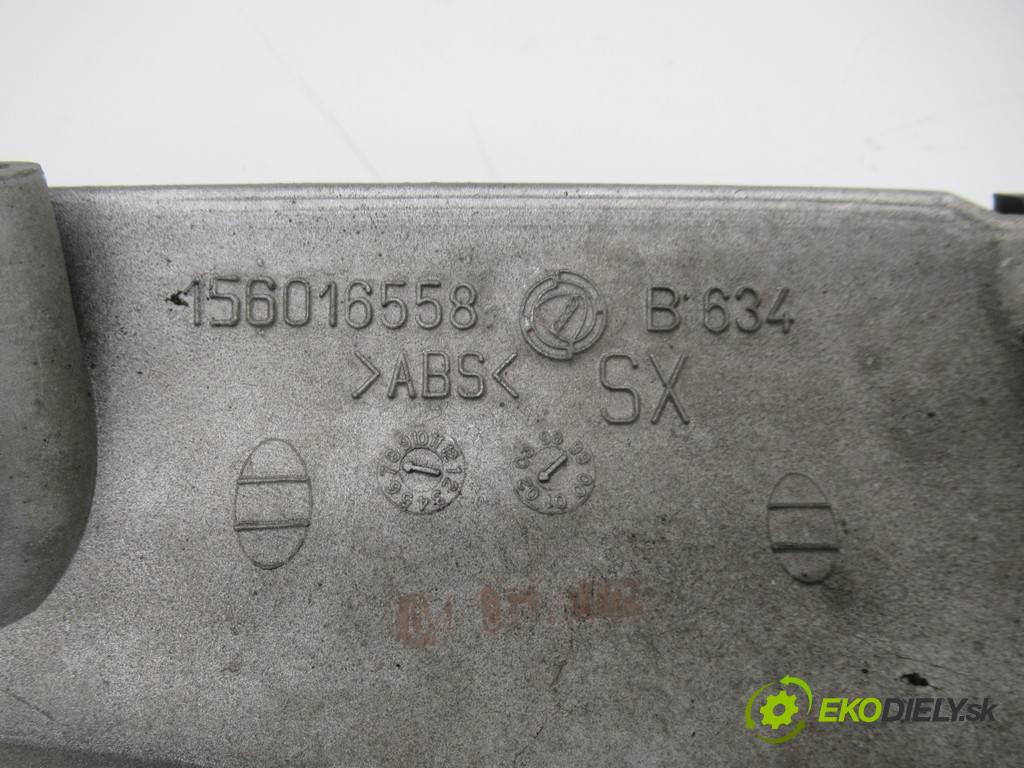 156016558 B 634
>ABS< SX
EKODIELY.sk